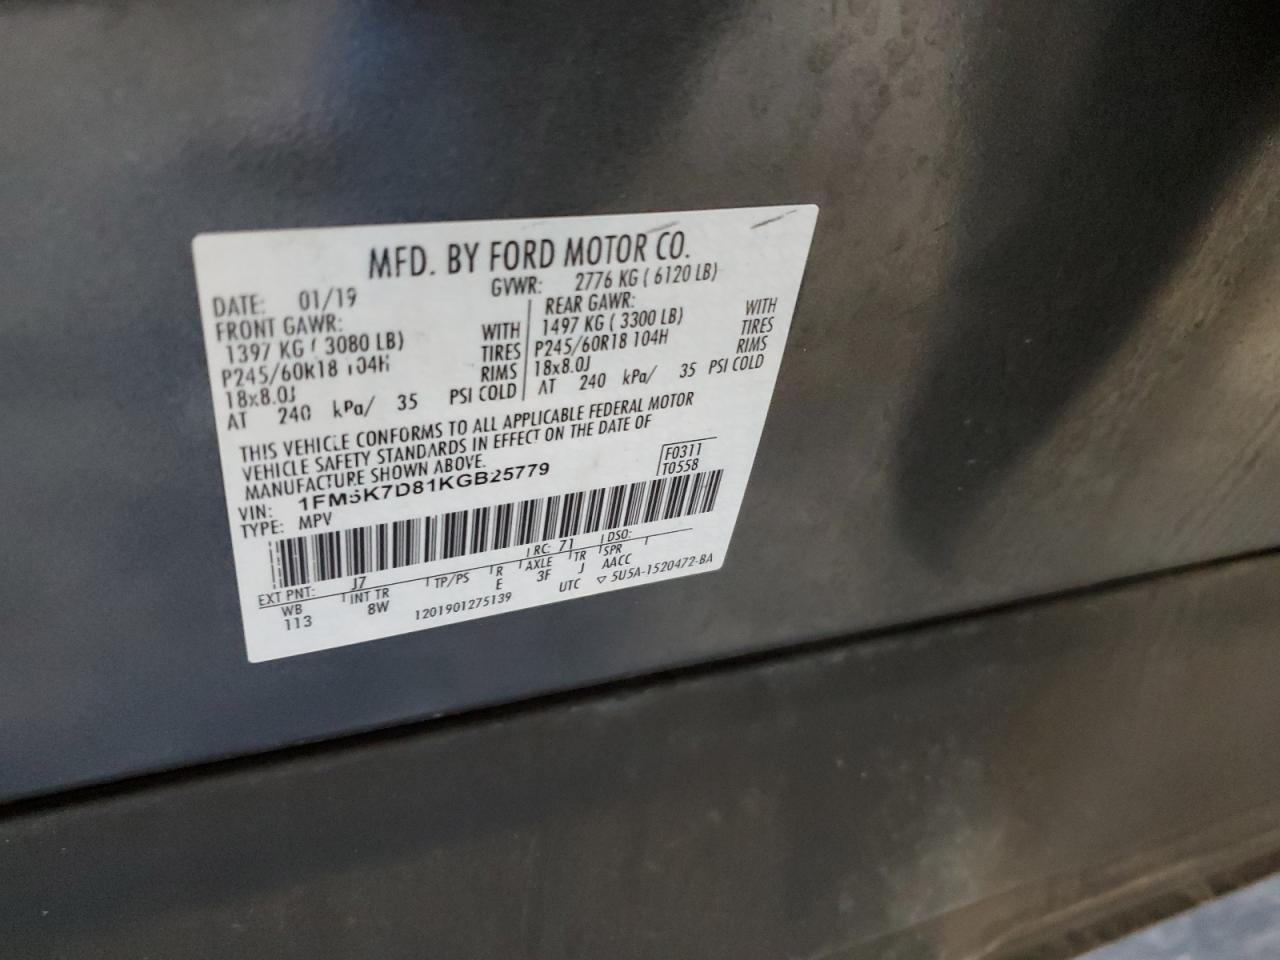 MFD. BY FORD MOTOR CO.
DATE: 01/19 GVWR: 2776 KG ( 6120 LB)
FRONT GAWR: REAR GAWR:
1397 KG ( 3080 LB) WITH 1497 KG ( 3300 LB) WITH
P245/60R18 104H TIRES P245/60R18 104H TIRES
18x8.0J RIMS 18x8.0J RIMS
AT 240 kPa/ 35 PSI COLD AT 240 kPa/ 35 PSI COLD
THIS VEHICLE CONFORMS TO ALL APPLICABLE FEDERAL MOTOR
VEHICLE SAFETY STANDARDS IN EFFECT ON THE DATE OF
MANUFACTURE SHOWN ABOVE.
VIN: 1FM5K7D81KGB25779 F0311
TYPE: MPV T0558
EXT PNT: J7 RC: 71 DSO:
WB INT TR TP/PS R AXLE TR SPR
113 8W E 3F J AACC
1201901275139 UTC ▽ 5U5A-1520472-BA